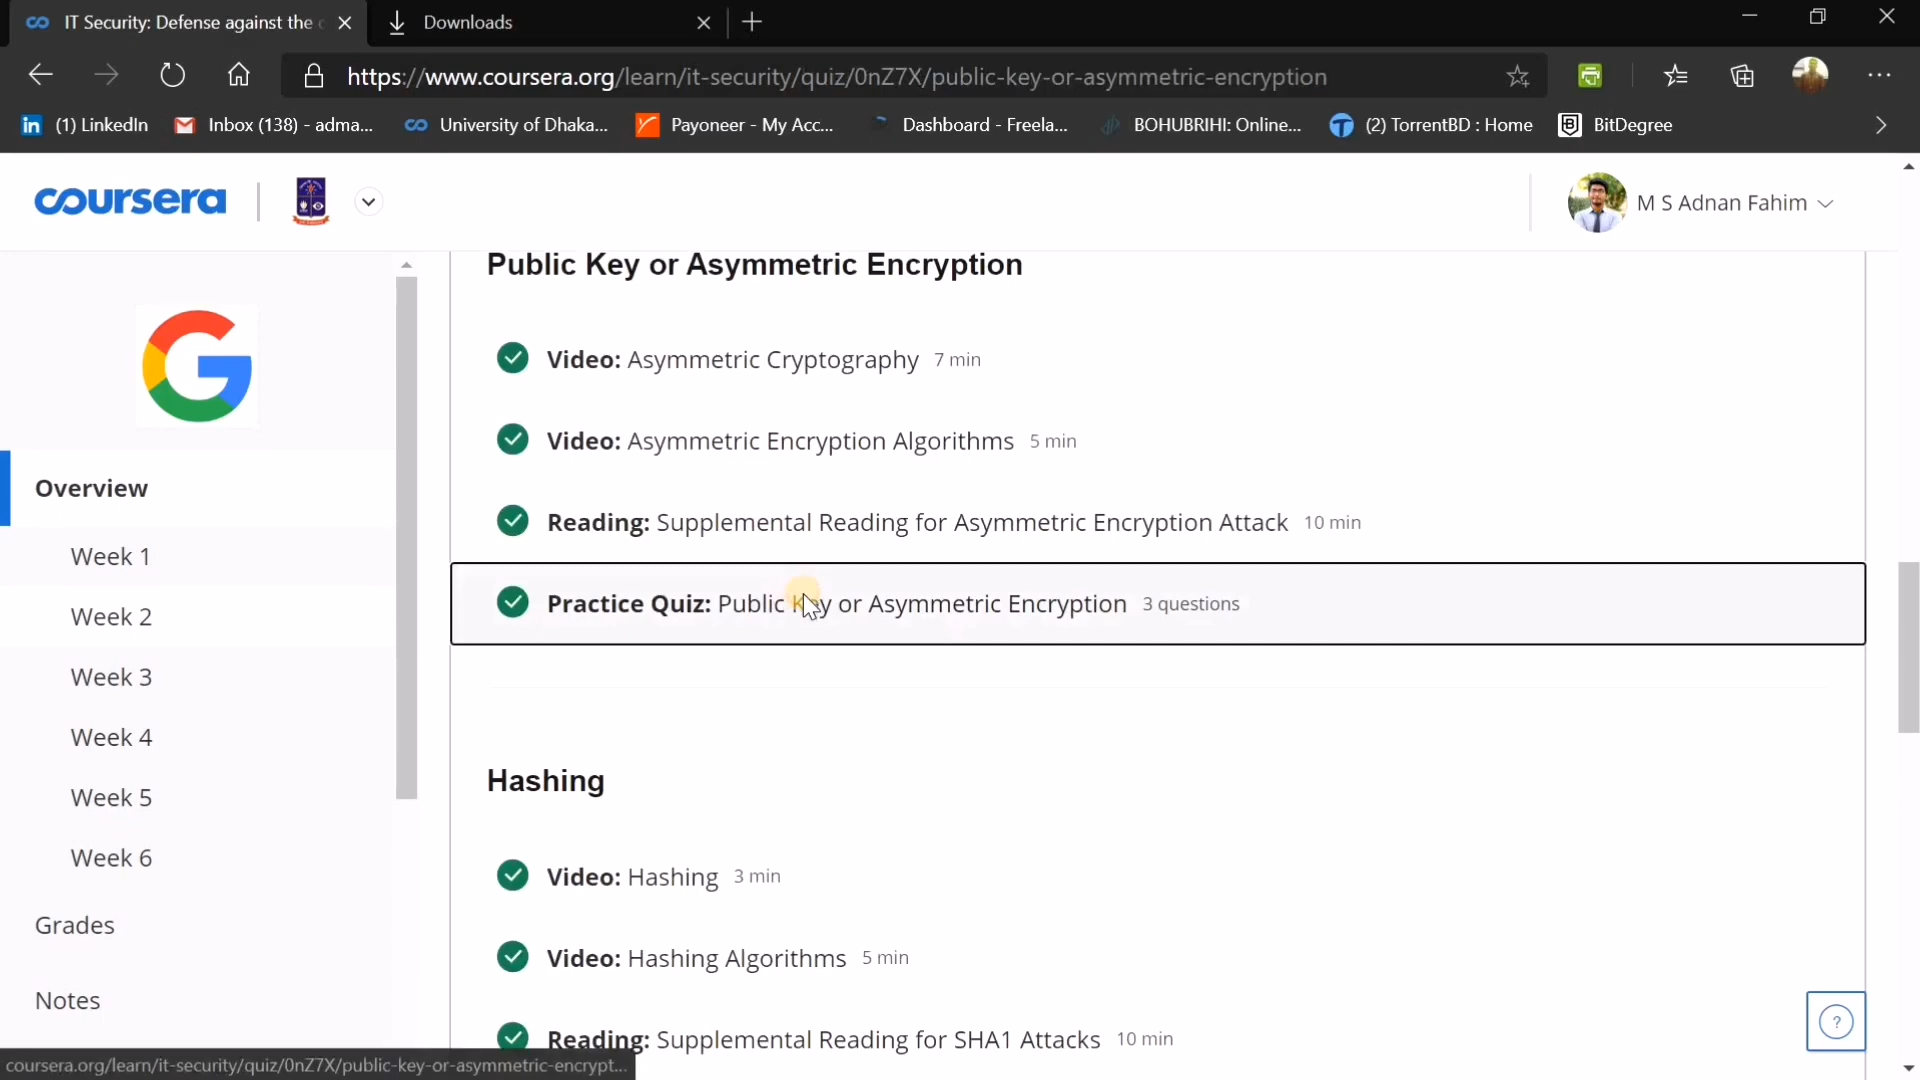 IT Security: Defense against the
Downloads
https://www.coursera.org/learn/it-security/quiz/0nZ7X/public-key-or-asymmetric-encryption
(1) LinkedIn
Inbox (138) - adma...
University of Dhaka...
Payoneer - My Acc...
Dashboard - Freela...
BOHUBRIHI: Online...
(2) TorrentBD : Home
BitDegree
coursera
M S Adnan Fahim
Overview
Week 1
Week 2
Week 3
Week 4
Week 5
Week 6
Grades
Notes
Public Key or Asymmetric Encryption
Video: Asymmetric Cryptography 7 min
Video: Asymmetric Encryption Algorithms 5 min
Reading: Supplemental Reading for Asymmetric Encryption Attack 10 min
Practice Quiz: Public Key or Asymmetric Encryption 3 questions
Hashing
Video: Hashing 3 min
Video: Hashing Algorithms 5 min
Reading: Supplemental Reading for SHA1 Attacks 10 min
coursera.org/learn/it-security/quiz/0nZ7X/public-key-or-asymmetric-encrypt...